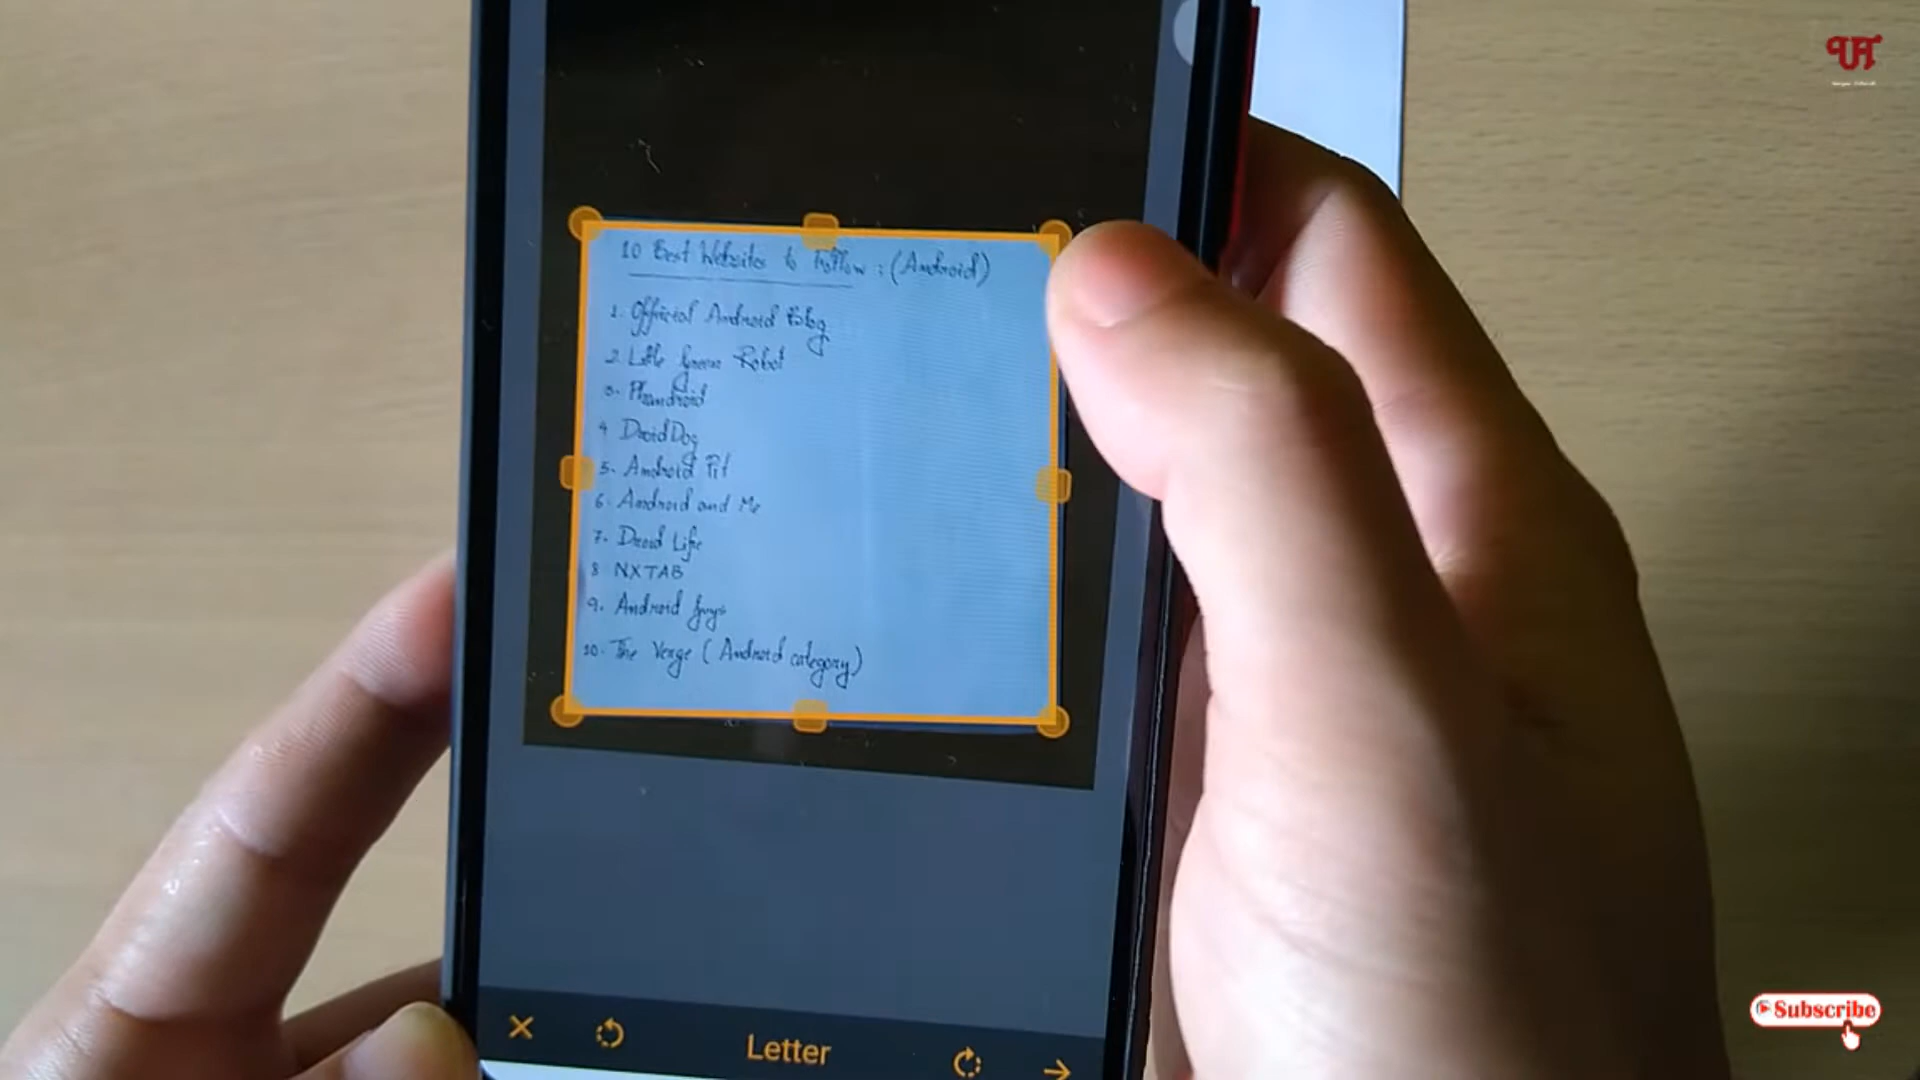 10 Best Websites to Follow : (Android)
1. Official Android Blog
2. Little Green Robot
3. Phandroid
4 DroidDog
5. Android Pit
6. Android and Me
7. Droid Life
8 NXTAB
9. Android Guys
10. The Verge (Android category)
Letter
Subscribe